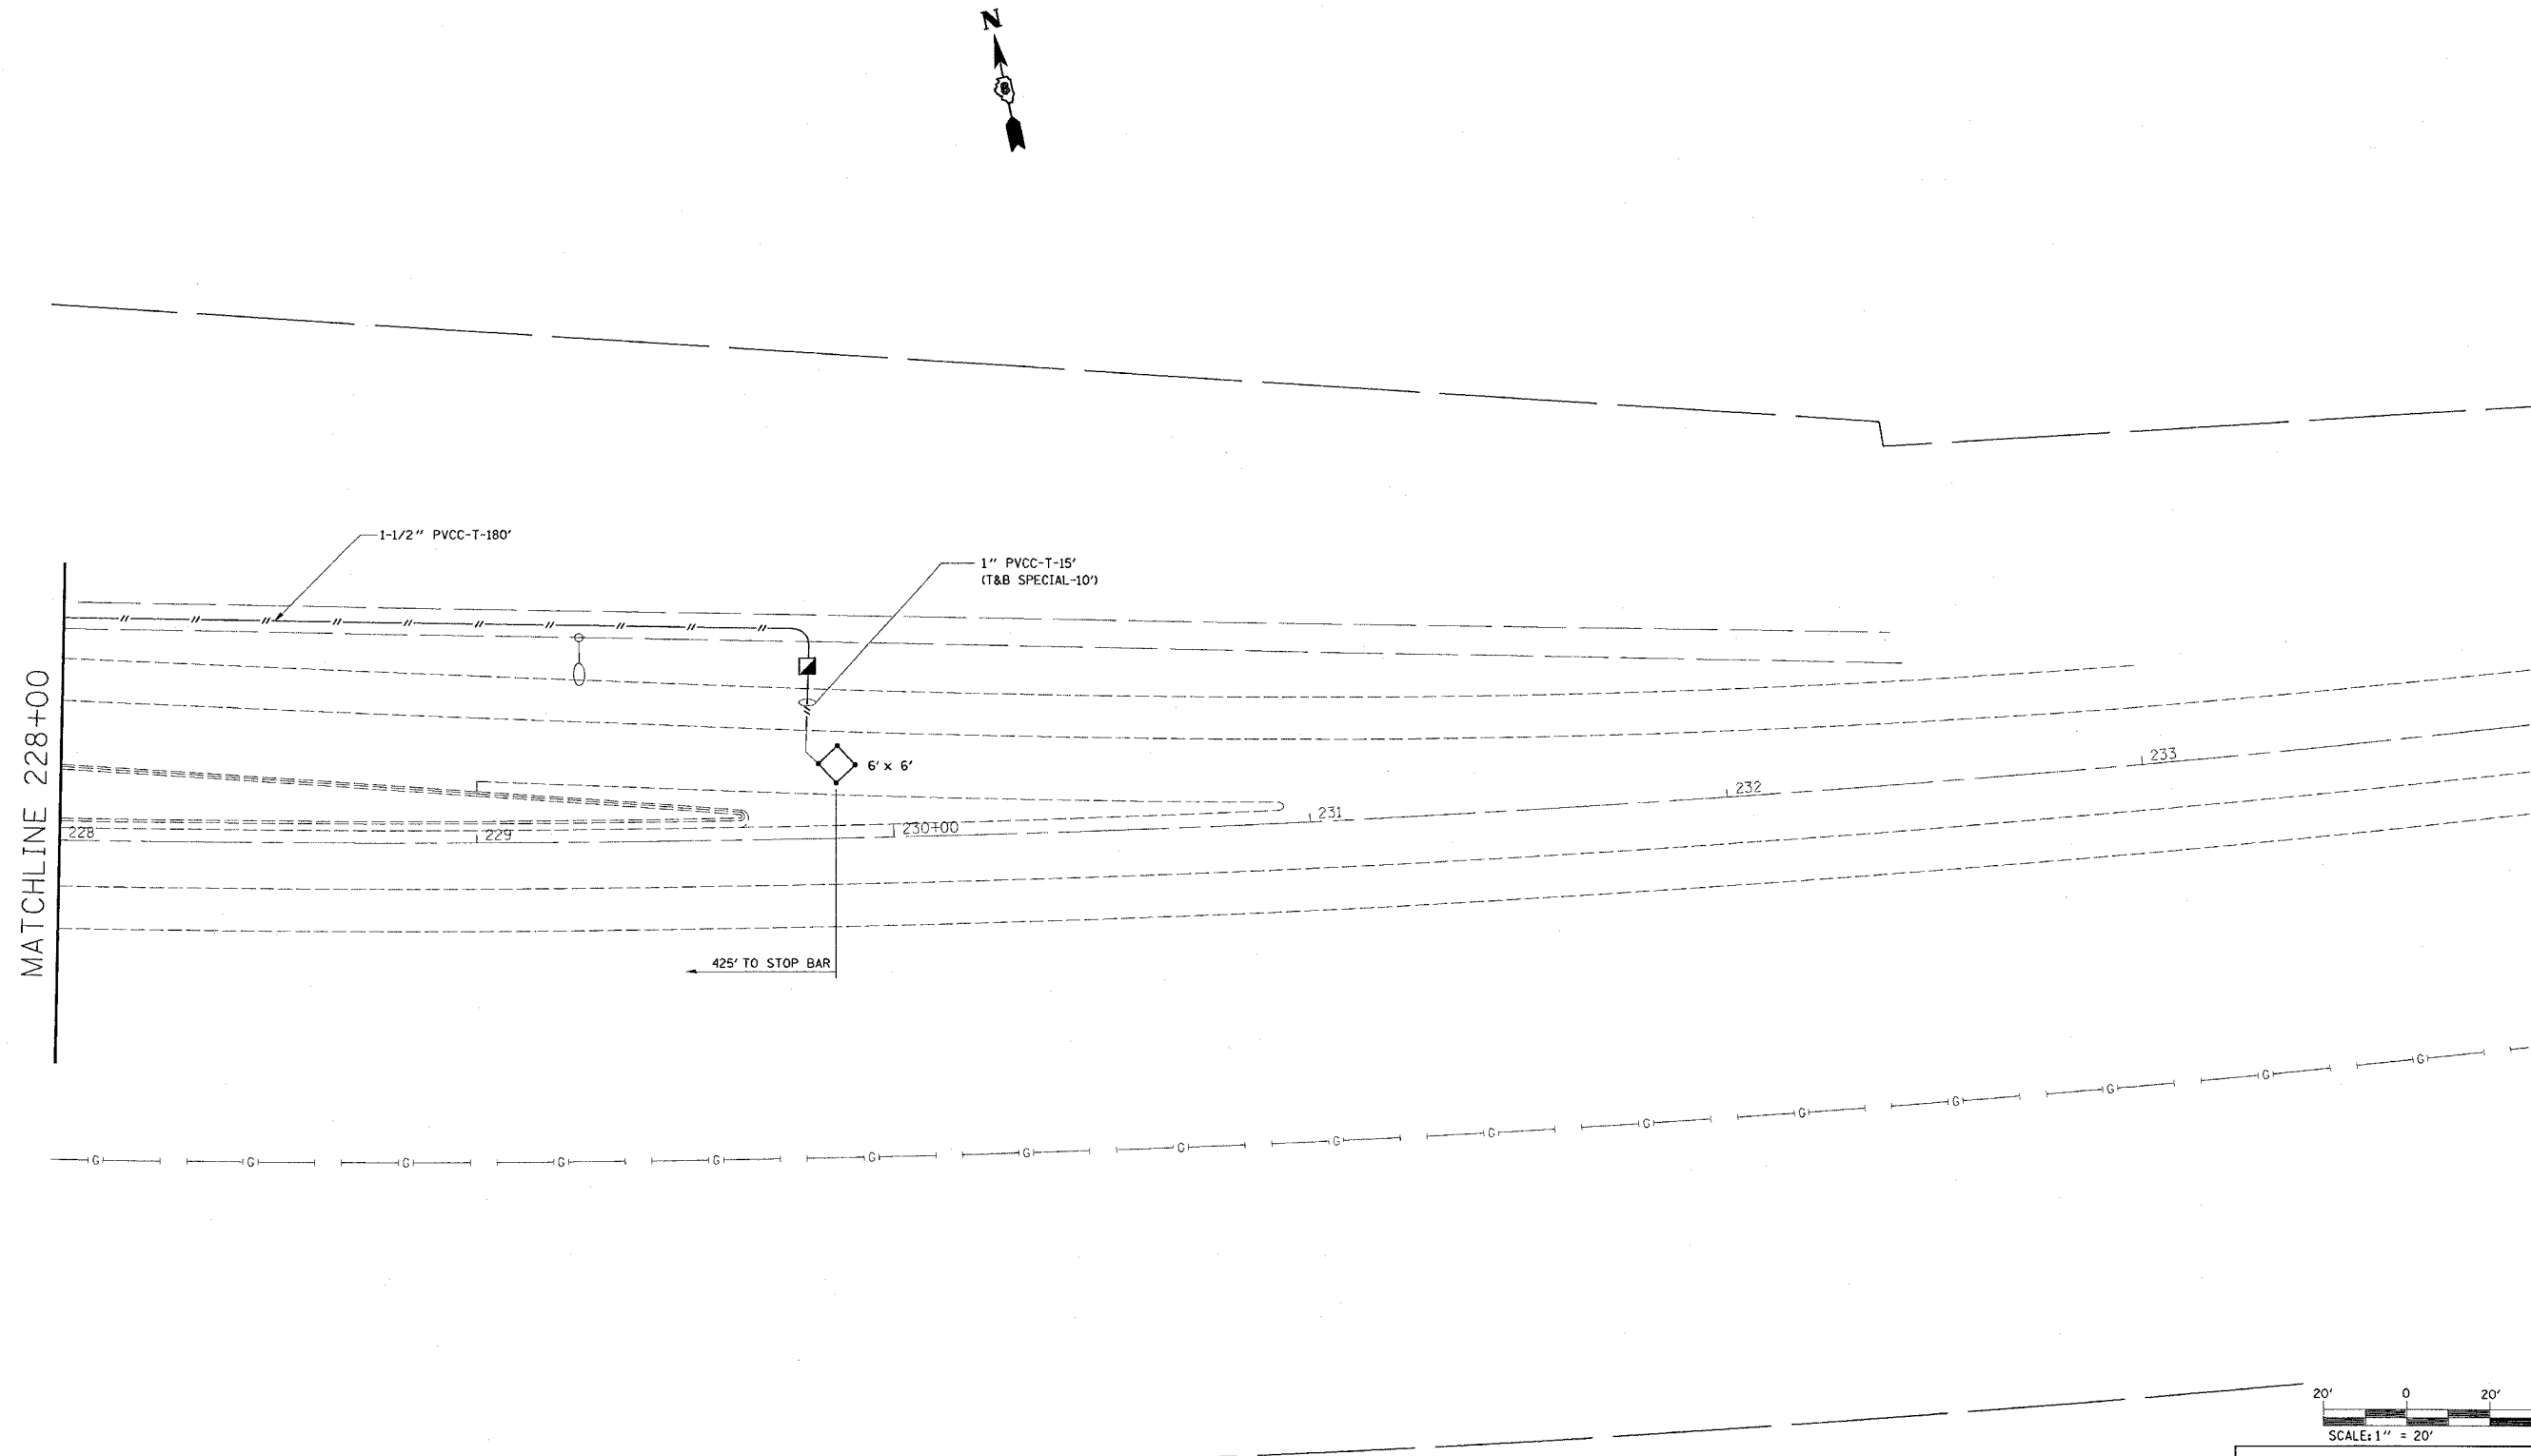 N
8
1-1/2" PVCC-T-180'
1" PVCC-T-15'
(T&B SPECIAL-10')
MATCHLINE 228+00
6' x 6'
228
229
230+00
231
232
233
425' TO STOP BAR
G G G G G G G G G G G G G G G G
20' 0 20'
SCALE: 1" = 20'